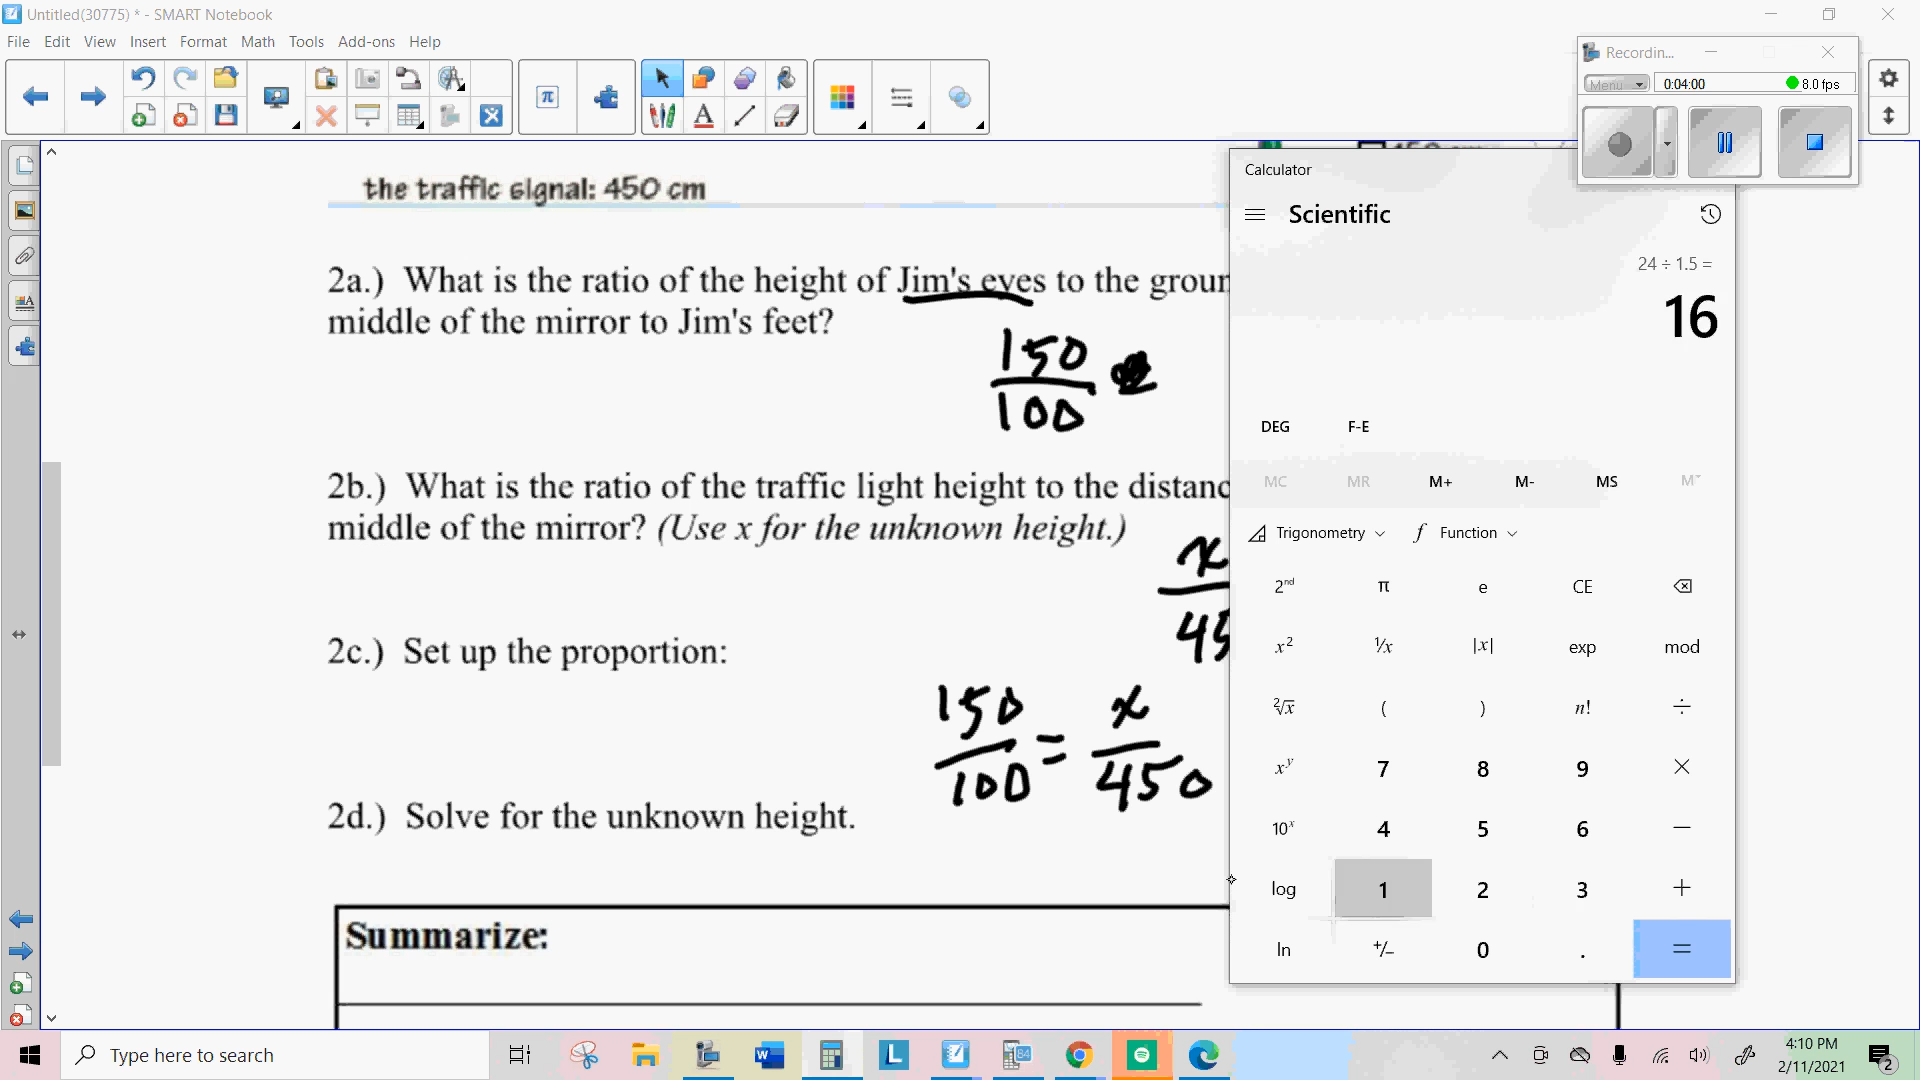 Untitled(30775) * - SMART Notebook
File Edit View Insert Format Math Tools Add-ons Help
Recordin...
Menu 0:04:00 8.0 fps
the traffic signal: 450 cm
2a.) What is the ratio of the height of Jim's eyes to the groun
middle of the mirror to Jim's feet?
150
100
2b.) What is the ratio of the traffic light height to the distanc
middle of the mirror? (Use x for the unknown height.)
x
45
2c.) Set up the proportion:
150 x
=
100 450
2d.) Solve for the unknown height.
Summarize:
Calculator
Scientific
24 ÷ 1.5 =
16
DEG F-E
MC MR M+ M- MS M˅
Trigonometry f Function
2nd π e CE
x² ¹⁄x |x| exp mod
²√x ( ) n! ÷
xʸ 7 8 9 ×
10ˣ 4 5 6 −
log 1 2 3 +
ln +/− 0 . =
Type here to search
W L 84
4:10 PM
2/11/2021
2